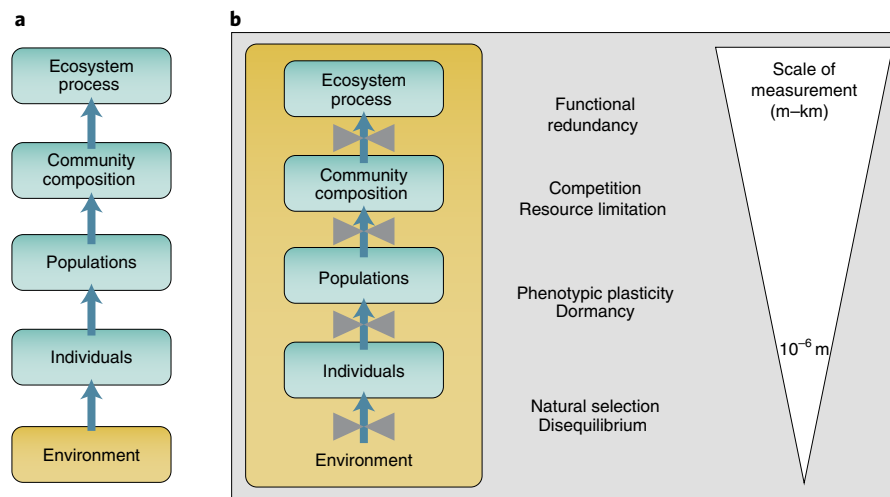 a
Ecosystem
process
Community
composition
Populations
Individuals
Environment
b
Ecosystem
process
Community
composition
Populations
Individuals
Environment
Functional
redundancy
Competition
Resource limitation
Phenotypic plasticity
Dormancy
Natural selection
Disequilibrium
Scale of
measurement
(m–km)
10⁻⁶ m